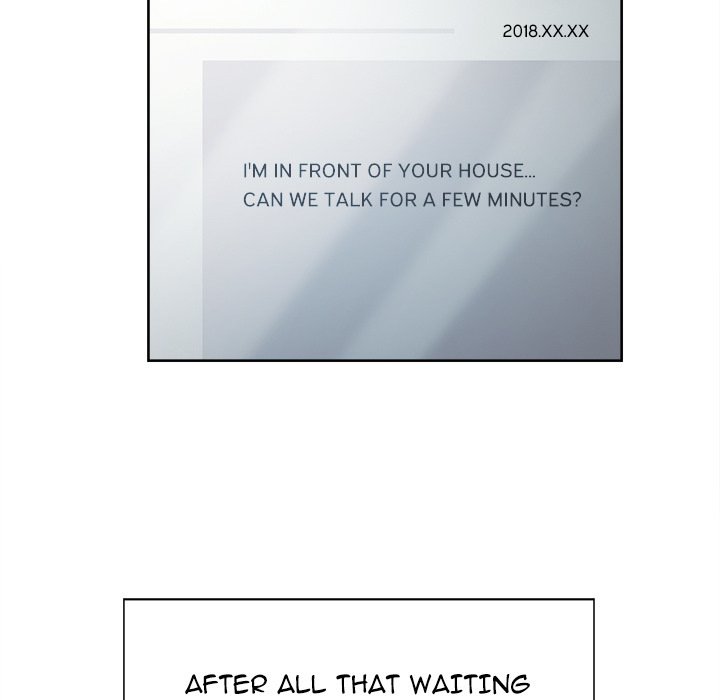 2018.XX.XX
I'M IN FRONT OF YOUR HOUSE...
CAN WE TALK FOR A FEW MINUTES?
AFTER ALL THAT WAITING